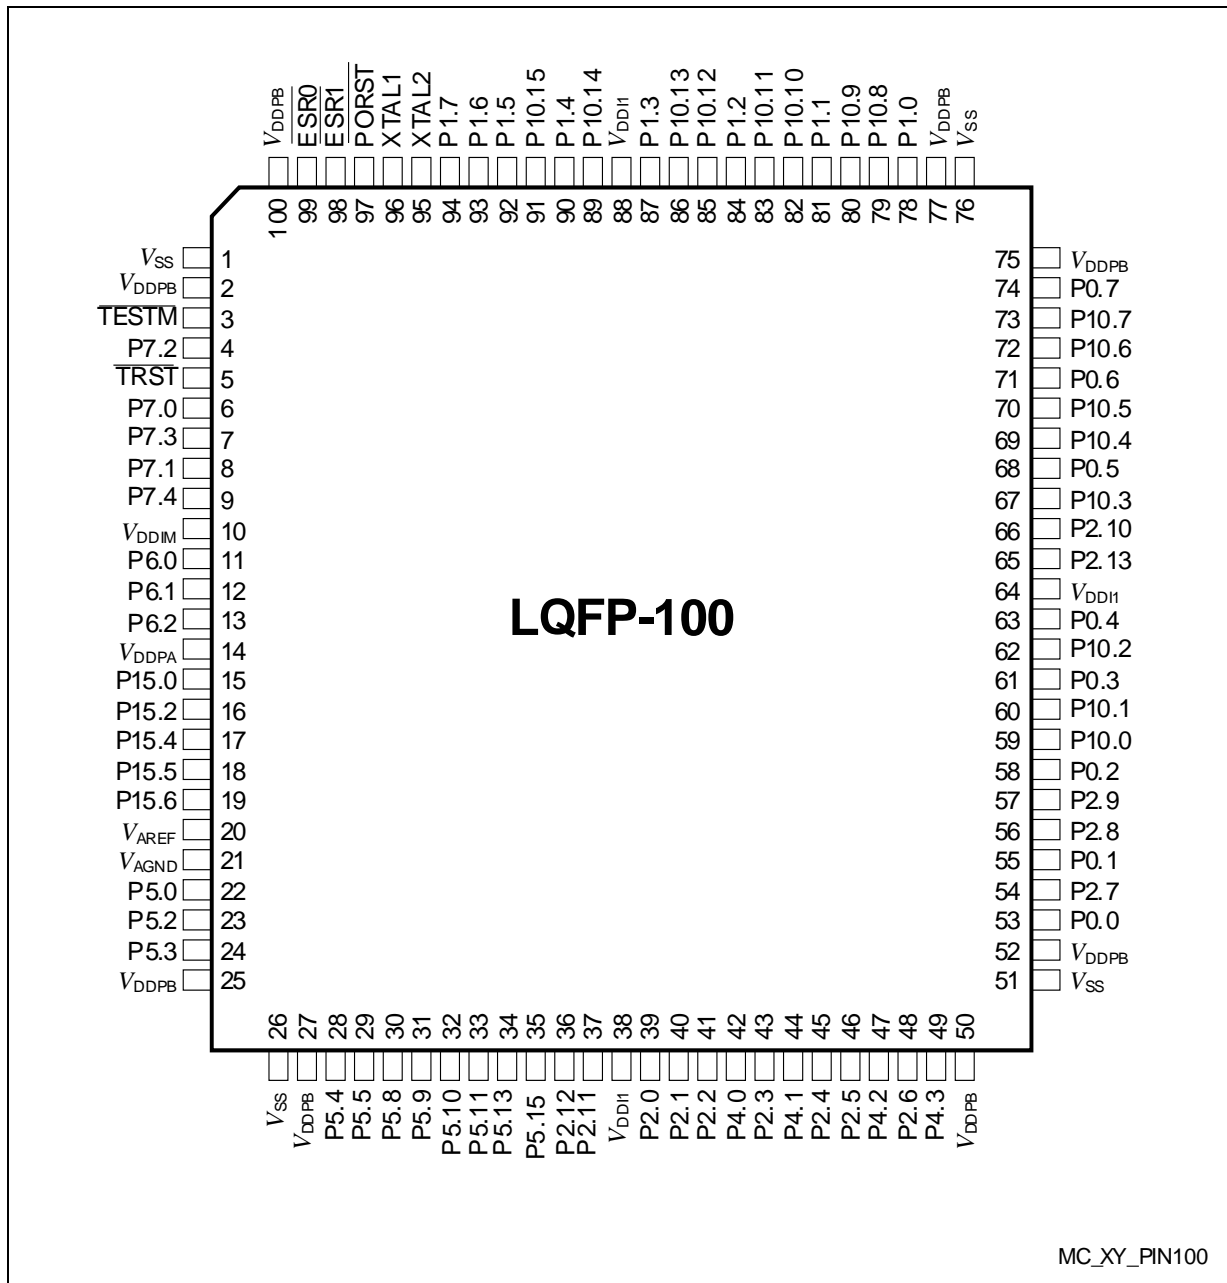 VDDPB
ESR0
ESR1
PORST
XTAL1
XTAL2
P1.7
P1.6
P1.5
P10.15
P1.4
P10.14
VDDI1
P1.3
P10.13
P10.12
P1.2
P10.11
P10.10
P1.1
P10.9
P10.8
P1.0
VDDPB
VSS
100 99 98 97 96 95 94 93 92 91 90 89 88 87 86 85 84 83 82 81 80 79 78 77 76
VSS 1
VDDPB 2
TESTM 3
P7.2 4
TRST 5
P7.0 6
P7.3 7
P7.1 8
P7.4 9
VDDIM 10
P6.0 11
P6.1 12
P6.2 13
VDDPA 14
P15.0 15
P15.2 16
P15.4 17
P15.5 18
P15.6 19
VAREF 20
VAGND 21
P5.0 22
P5.2 23
P5.3 24
VDDPB 25
LQFP-100
75 VDDPB
74 P0.7
73 P10.7
72 P10.6
71 P0.6
70 P10.5
69 P10.4
68 P0.5
67 P10.3
66 P2.10
65 P2.13
64 VDDI1
63 P0.4
62 P10.2
61 P0.3
60 P10.1
59 P10.0
58 P0.2
57 P2.9
56 P2.8
55 P0.1
54 P2.7
53 P0.0
52 VDDPB
51 VSS
26 27 28 29 30 31 32 33 34 35 36 37 38 39 40 41 42 43 44 45 46 47 48 49 50
VSS
VDDPB
P5.4
P5.5
P5.8
P5.9
P5.10
P5.11
P5.13
P5.15
P2.12
P2.11
VDDI1
P2.0
P2.1
P2.2
P4.0
P2.3
P4.1
P2.4
P2.5
P4.2
P2.6
P4.3
VDDPB
MC_XY_PIN100